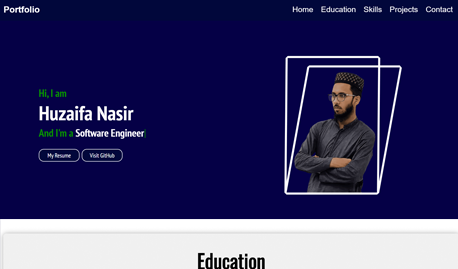 Portfolio
Home Education Skills Projects Contact
Hi, I am
Huzaifa Nasir
And I'm a Software Engineer|
My Resume Visit GitHub
Education